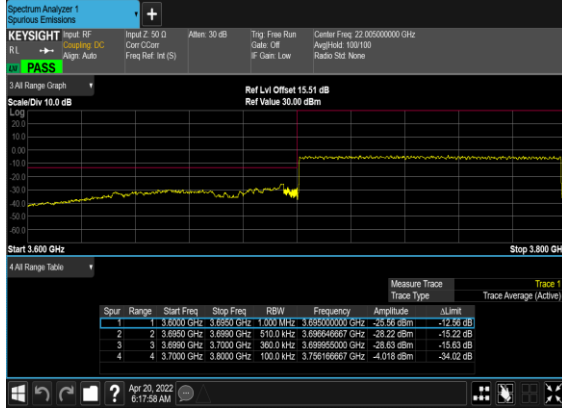 Spectrum Analyzer 1
Spurious Emissions
+
KEYSIGHT Input: RF Input Z: 50 Ω Atten: 30 dB Trig: Free Run Center Freq: 22.005000000 GHz
RL Coupling: DC Corr CCorr Gate: Off Avg|Hold: 100/100
Align: Auto Freq Ref: Int (S) IF Gain: Low Radio Std: None
PASS
3 All Range Graph Ref Lvl Offset 15.51 dB
Scale/Div 10.0 dB Ref Value 30.00 dBm
Log
20.0
10.0
0.00
-10.0
-20.0
-30.0
-40.0
-50.0
-60.0
Start 3.600 GHz Stop 3.800 GH
4 All Range Table
Measure Trace Trace 1
Trace Type Trace Average (Active)
Spur Range Start Freq Stop Freq RBW Frequency Amplitude ΔLimit
1 1 3.6000 GHz 3.6950 GHz 1.000 MHz 3.695000000 GHz -25.56 dBm -12.56 dB
2 2 3.6950 GHz 3.6990 GHz 510.0 kHz 3.696646667 GHz -28.22 dBm -15.22 dB
3 3 3.6990 GHz 3.7000 GHz 360.0 kHz 3.699955000 GHz -28.63 dBm -15.63 dB
4 4 3.7000 GHz 3.8000 GHz 100.0 kHz 3.756166667 GHz -4.018 dBm -34.02 dB
? Apr 20, 2022
6:17:58 AM